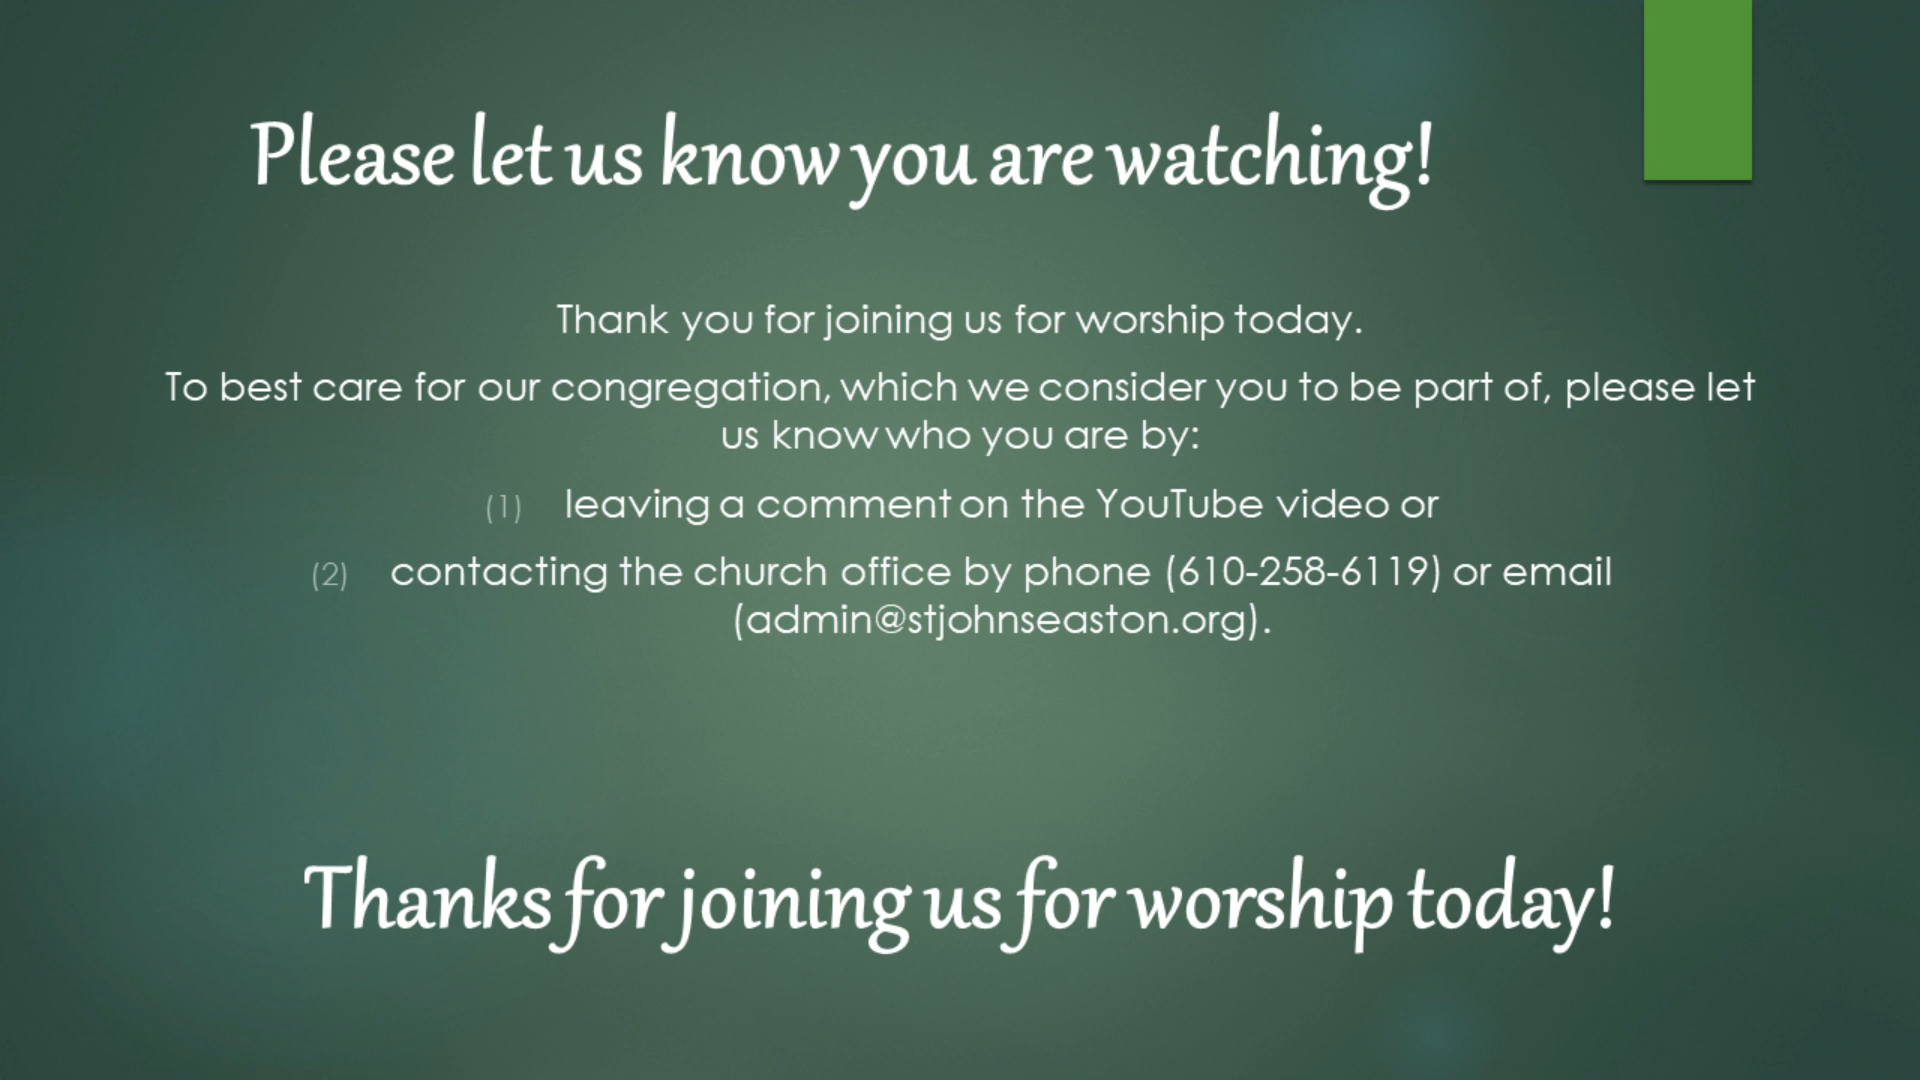 Please let us know you are watching!
Thank you for joining us for worship today.
To best care for our congregation, which we consider you to be part of, please let
us know who you are by:
(1) leaving a comment on the YouTube video or
(2) contacting the church office by phone (610-258-6119) or email
(admin@stjohnseaston.org).
Thanks for joining us for worship today!